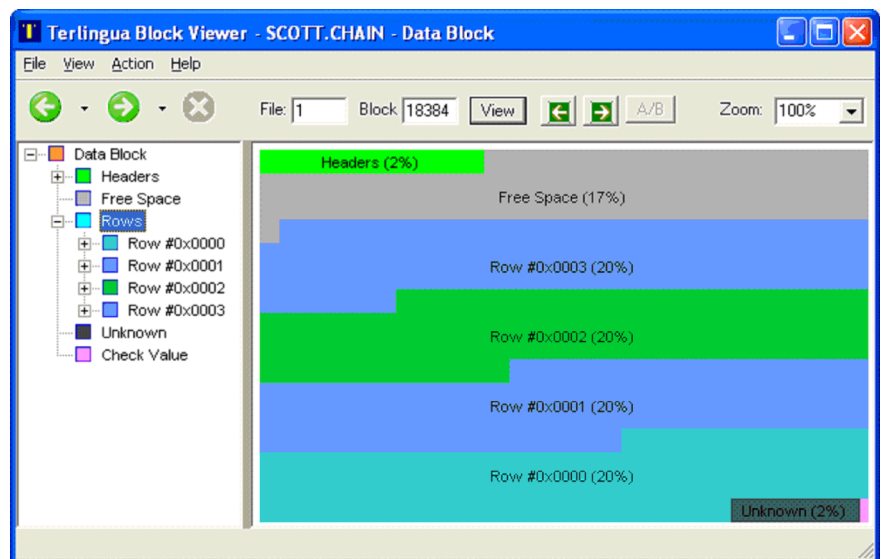 Terlingua Block Viewer - SCOTT.CHAIN - Data Block
File View Action Help
File: 1 Block 18384 View A/B Zoom: 100%
Data Block
Headers
Free Space
Rows
Row #0x0000
Row #0x0001
Row #0x0002
Row #0x0003
Unknown
Check Value
Headers (2%)
Free Space (17%)
Row #0x0003 (20%)
Row #0x0002 (20%)
Row #0x0001 (20%)
Row #0x0000 (20%)
Unknown (2%)